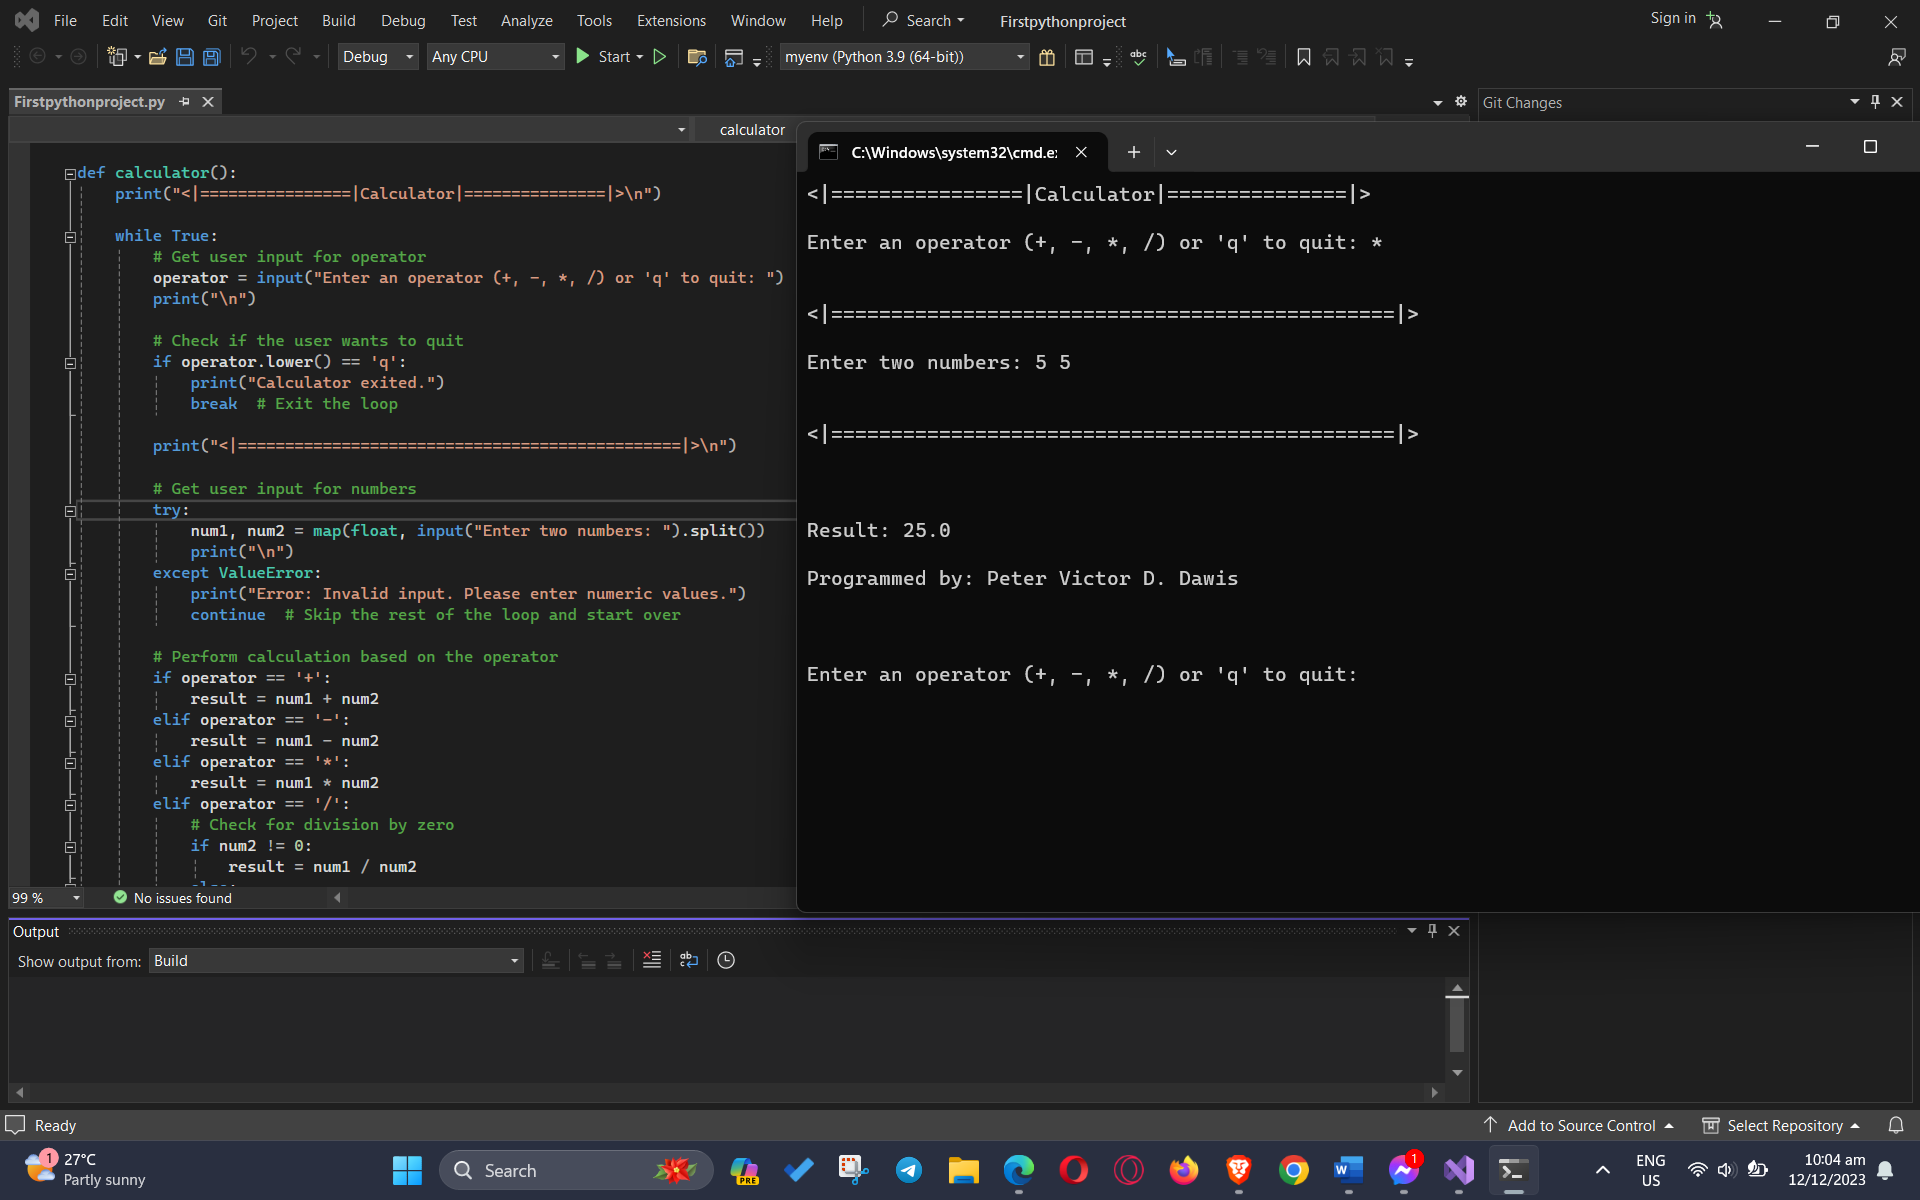 File Edit View Git Project Build Debug Test Analyze Tools Extensions Window Help Search Firstpythonproject Sign in
Debug Any CPU Start myenv (Python 3.9 (64-bit)) abc
Firstpythonproject.py
calculator
def calculator():
print("<|================|Calculator|===============|>\n")
while True:
# Get user input for operator
operator = input("Enter an operator (+, -, *, /) or 'q' to quit: ")
print("\n")
# Check if the user wants to quit
if operator.lower() == 'q':
print("Calculator exited.")
break # Exit the loop
print("<|===============================================|>\n")
# Get user input for numbers
try:
num1, num2 = map(float, input("Enter two numbers: ").split())
print("\n")
except ValueError:
print("Error: Invalid input. Please enter numeric values.")
continue # Skip the rest of the loop and start over
# Perform calculation based on the operator
if operator == '+':
result = num1 + num2
elif operator == '-':
result = num1 - num2
elif operator == '*':
result = num1 * num2
elif operator == '/':
# Check for division by zero
if num2 != 0:
result = num1 / num2
99 % No issues found
Git Changes
C:\Windows\system32\cmd.e
<|================|Calculator|===============|>
Enter an operator (+, -, *, /) or 'q' to quit: *
<|===============================================|>
Enter two numbers: 5 5
<|===============================================|>
Result: 25.0
Programmed by: Peter Victor D. Dawis
Enter an operator (+, -, *, /) or 'q' to quit:
Output
Show output from: Build
Ready
Add to Source Control Select Repository
1 27°C
Partly sunny
Search
PRE
1
ENG
US
10:04 am
12/12/2023